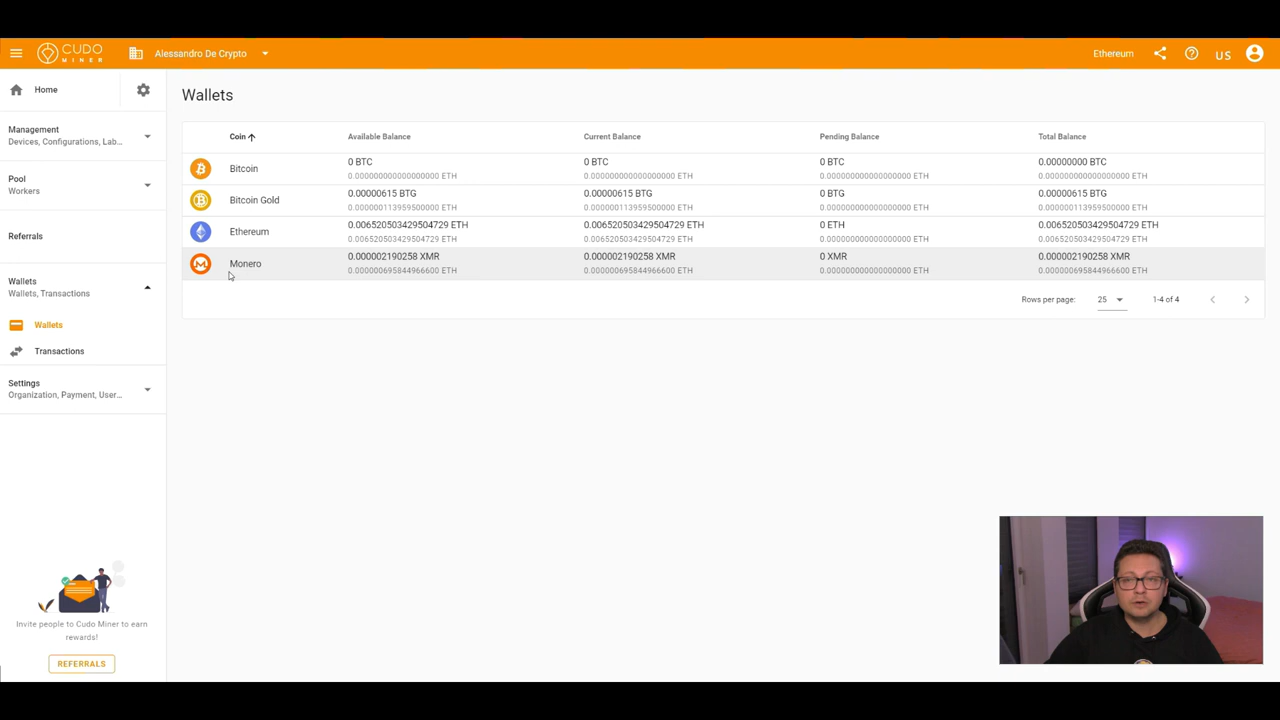 CUDO
MINER
Alessandro De Crypto
Ethereum
US
Home
Management
Devices, Configurations, Lab...
Pool
Workers
Referrals
Wallets
Wallets, Transactions
Wallets
Transactions
Settings
Organization, Payment, User...
Invite people to Cudo Miner to earn
rewards!
REFERRALS
Wallets
Coin Available Balance Current Balance Pending Balance Total Balance
Bitcoin 0 BTC 0 BTC 0 BTC 0.00000000 BTC
0.000000000000000000 ETH 0.000000000000000000 ETH 0.000000000000000000 ETH 0.000000000000000000 ETH
Bitcoin Gold 0.00000615 BTG 0.00000615 BTG 0 BTG 0.00000615 BTG
0.000000113959500000 ETH 0.000000113959500000 ETH 0.000000000000000000 ETH 0.000000113959500000 ETH
Ethereum 0.006520503429504729 ETH 0.006520503429504729 ETH 0 ETH 0.006520503429504729 ETH
0.006520503429504729 ETH 0.006520503429504729 ETH 0.000000000000000000 ETH 0.006520503429504729 ETH
Monero 0.000002190258 XMR 0.000002190258 XMR 0 XMR 0.000002190258 XMR
0.000000695844966600 ETH 0.000000695844966600 ETH 0.000000000000000000 ETH 0.000000695844966600 ETH
Rows per page: 25 1-4 of 4